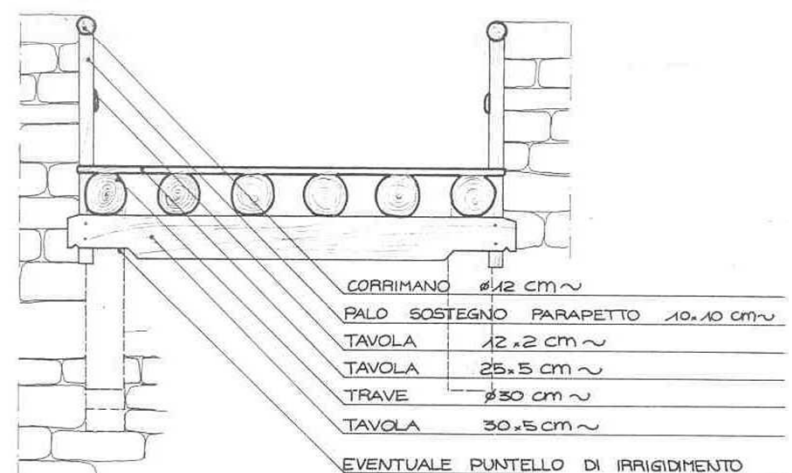 CORRIMANO ø12 cm~
PALO SOSTEGNO PARAPETTO 10x10 cm~
TAVOLA 12x2 cm~
TAVOLA 25x5 cm~
TRAVE ø30 cm~
TAVOLA 30x5 cm~
EVENTUALE PUNTELLO DI IRRIGIDIMENTO